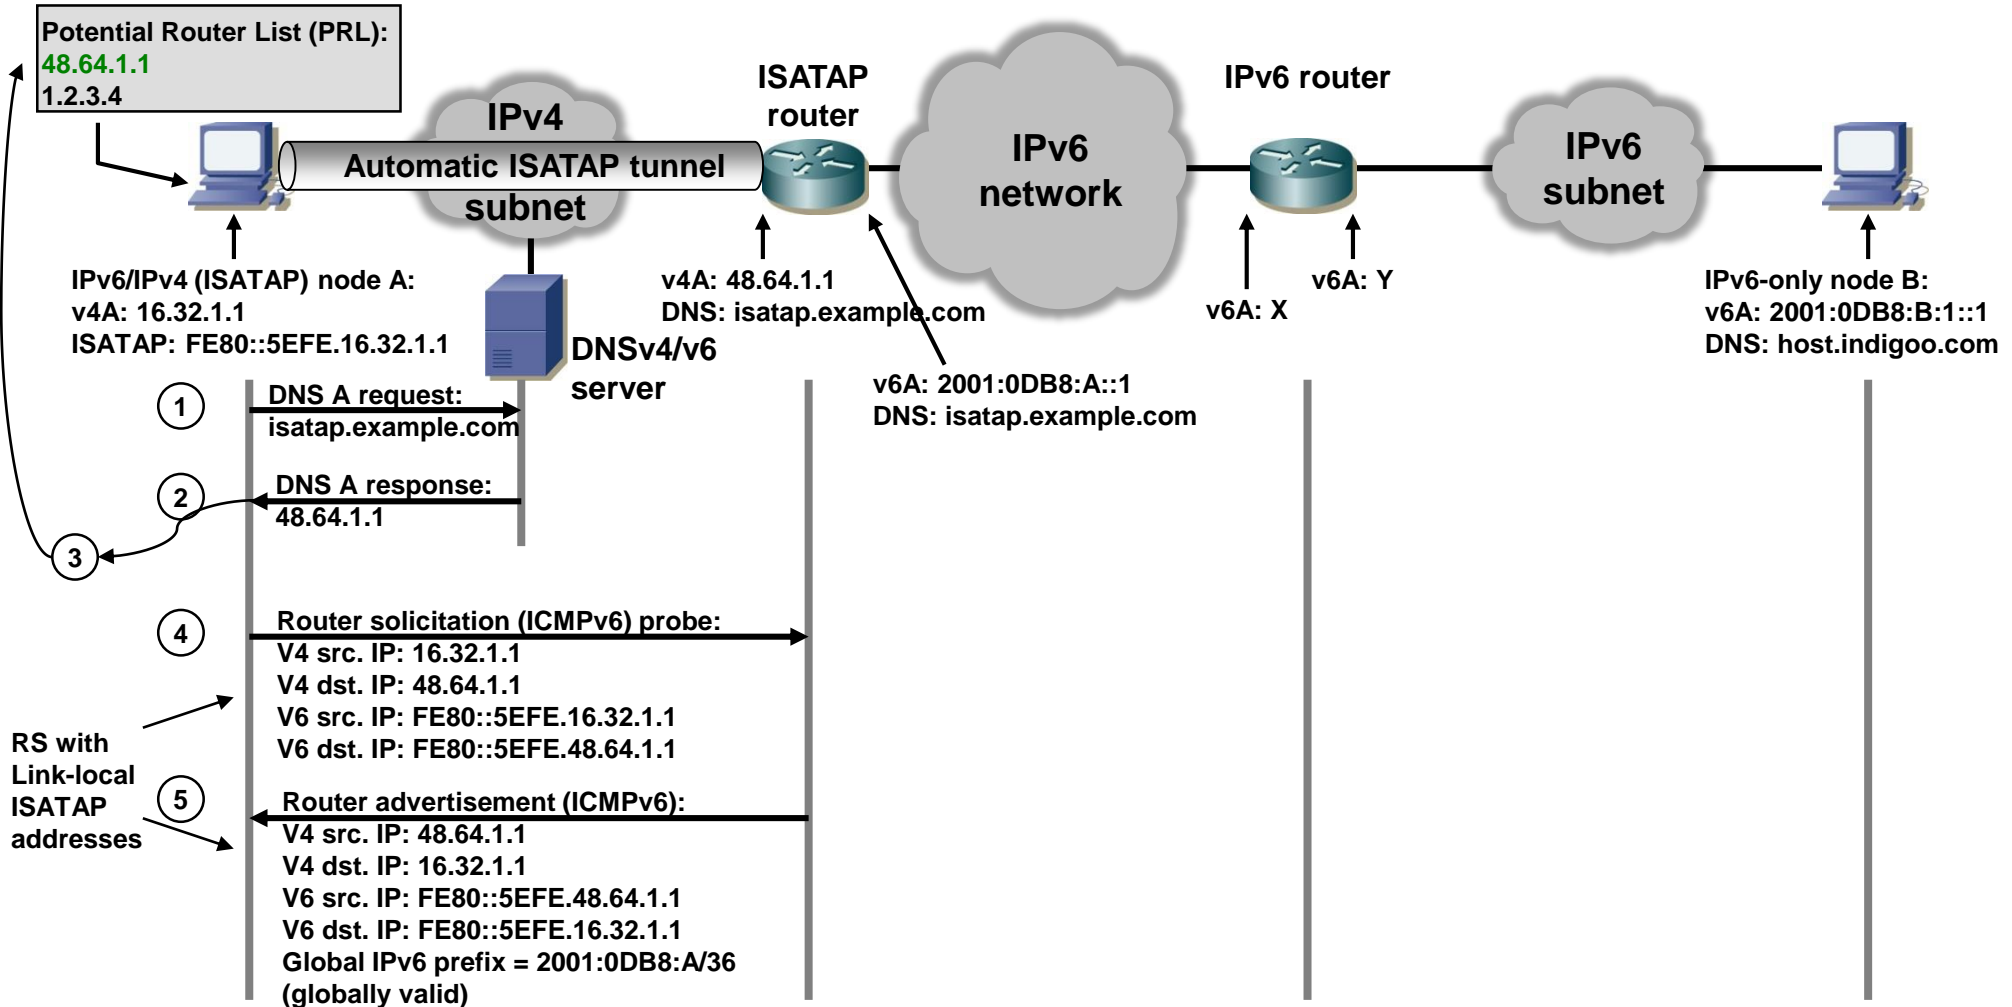 Potential Router List (PRL):
48.64.1.1
1.2.3.4
IPv4
Automatic ISATAP tunnel
subnet
ISATAP
router
IPv6
network
IPv6 router
IPv6
subnet
IPv6/IPv4 (ISATAP) node A:
v4A: 16.32.1.1
ISATAP: FE80::5EFE.16.32.1.1
DNSv4/v6
server
v4A: 48.64.1.1
DNS: isatap.example.com
v6A: 2001:0DB8:A::1
DNS: isatap.example.com
v6A: X
v6A: Y
IPv6-only node B:
v6A: 2001:0DB8:B:1::1
DNS: host.indigoo.com
1
DNS A request:
isatap.example.com
2
DNS A response:
48.64.1.1
3
4
Router solicitation (ICMPv6) probe:
V4 src. IP: 16.32.1.1
V4 dst. IP: 48.64.1.1
V6 src. IP: FE80::5EFE.16.32.1.1
V6 dst. IP: FE80::5EFE.48.64.1.1
RS with
Link-local
ISATAP
addresses
5
Router advertisement (ICMPv6):
V4 src. IP: 48.64.1.1
V4 dst. IP: 16.32.1.1
V6 src. IP: FE80::5EFE.48.64.1.1
V6 dst. IP: FE80::5EFE.16.32.1.1
Global IPv6 prefix = 2001:0DB8:A/36
(globally valid)